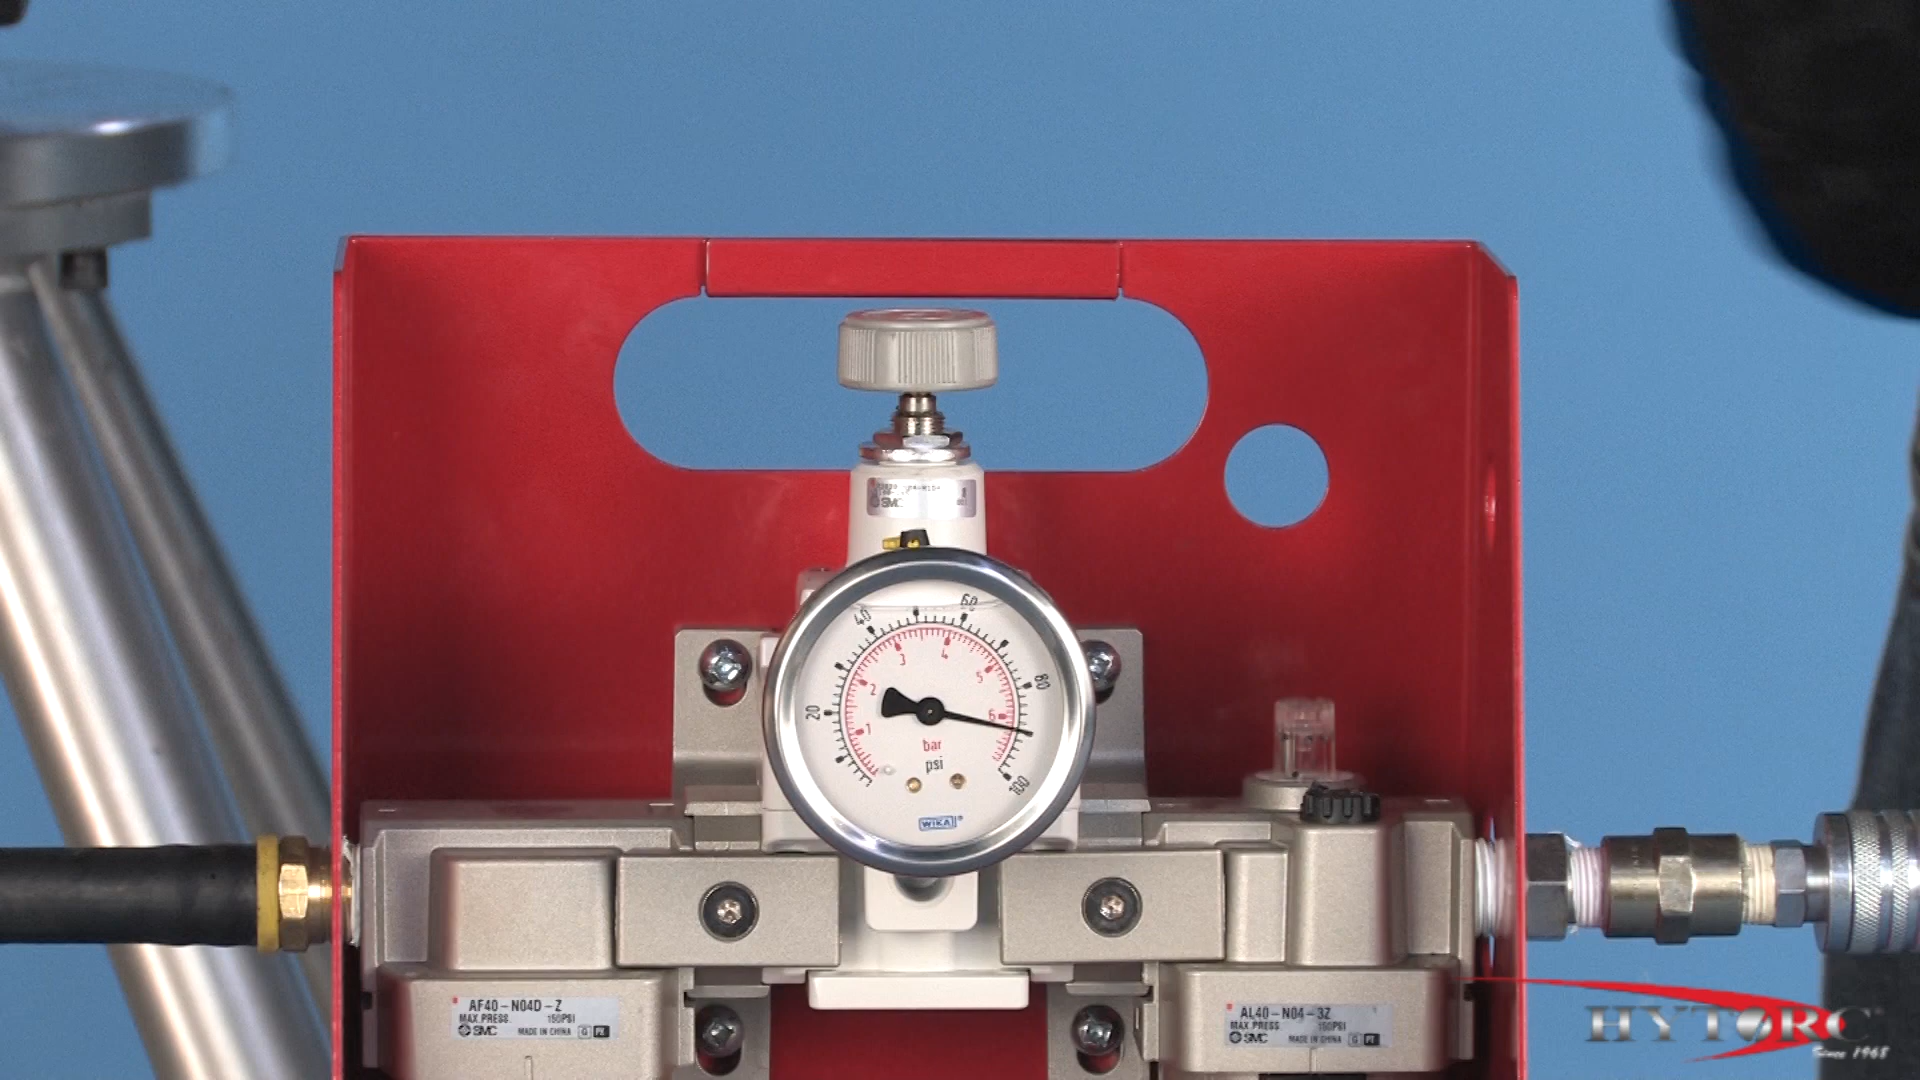 SMC
40
60
20
80
100
3
4
2
5
1
6
bar
psi
WIKA®
AF40-N04D-Z
MAX.PRESS. 150PSI
SMC MADE IN CHINA
AL40-N04-3Z
MAX.PRESS. 150PSI
SMC MADE IN CHINA
HYTORC
Since 1968